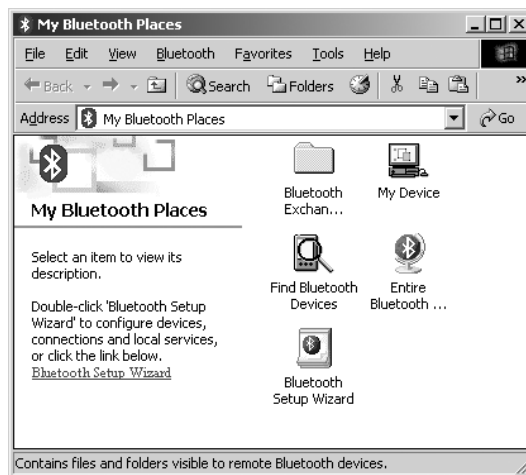 My Bluetooth Places
File Edit View Bluetooth Favorites Tools Help
Back Search Folders »
Address My Bluetooth Places Go
My Bluetooth Places
Select an item to view its
description.
Double-click 'Bluetooth Setup
Wizard' to configure devices,
connections and local services,
or click the link below.
Bluetooth Setup Wizard
Bluetooth
Exchan...
My Device
Find Bluetooth
Devices
Entire
Bluetooth ...
Bluetooth
Setup Wizard
Contains files and folders visible to remote Bluetooth devices.